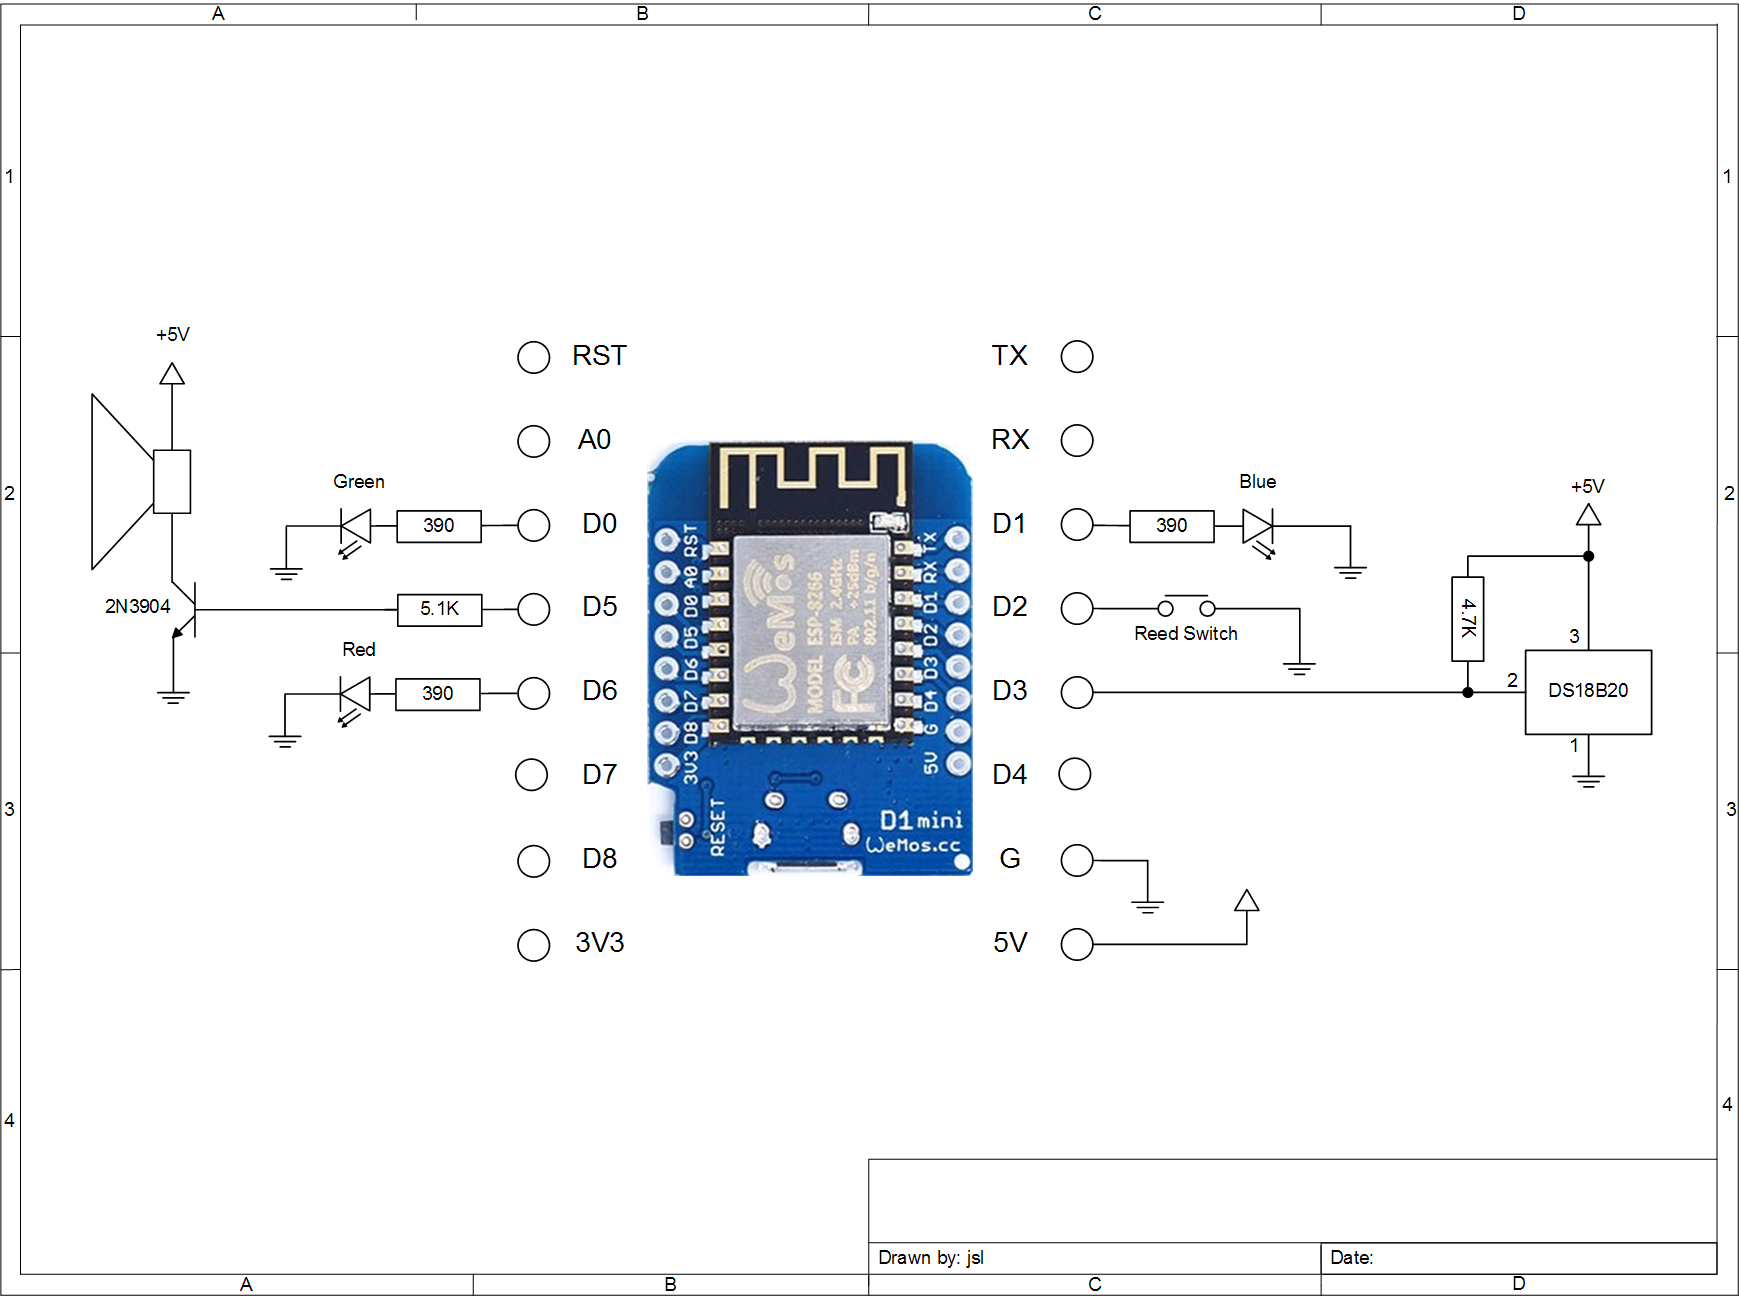 A B C D
1 1
+5V
RST TX
A0 RX
Green Blue
2 2
+5V
390 D0 D1 390
2N3904 5.1K D5 D2
Reed Switch
4.7K
3
Red
390 D6 D3 2 DS18B20
1
D7 D4
3 3
D8 G
3V3 5V
RST
A0
D0
D5
D6
D7
D8
3V3
TX
RX
D1
D2
D3
D4
G
5V
WeMos
MODEL ESP-8266
ISM 2.4GHz
PA +25dBm
802.11 b/g/n
FC
RESET
D1 mini
WeMos.cc
4 4
Drawn by: jsl Date:
A B C D